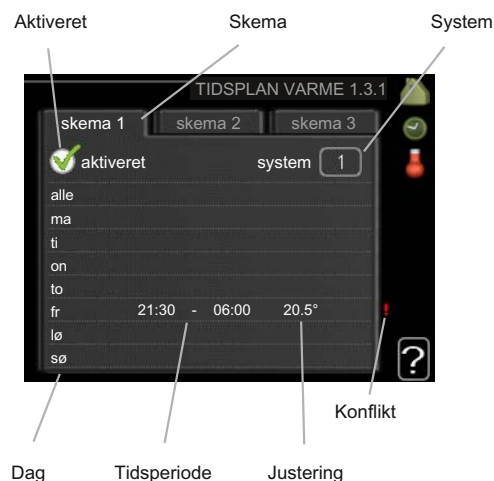 Aktiveret Skema System
TIDSPLAN VARME 1.3.1
skema 1 skema 2 skema 3
aktiveret system 1
alle
ma
ti
on
to
fr 21:30 - 06:00 20.5° !
lø
sø
?
Konflikt
Dag Tidsperiode Justering